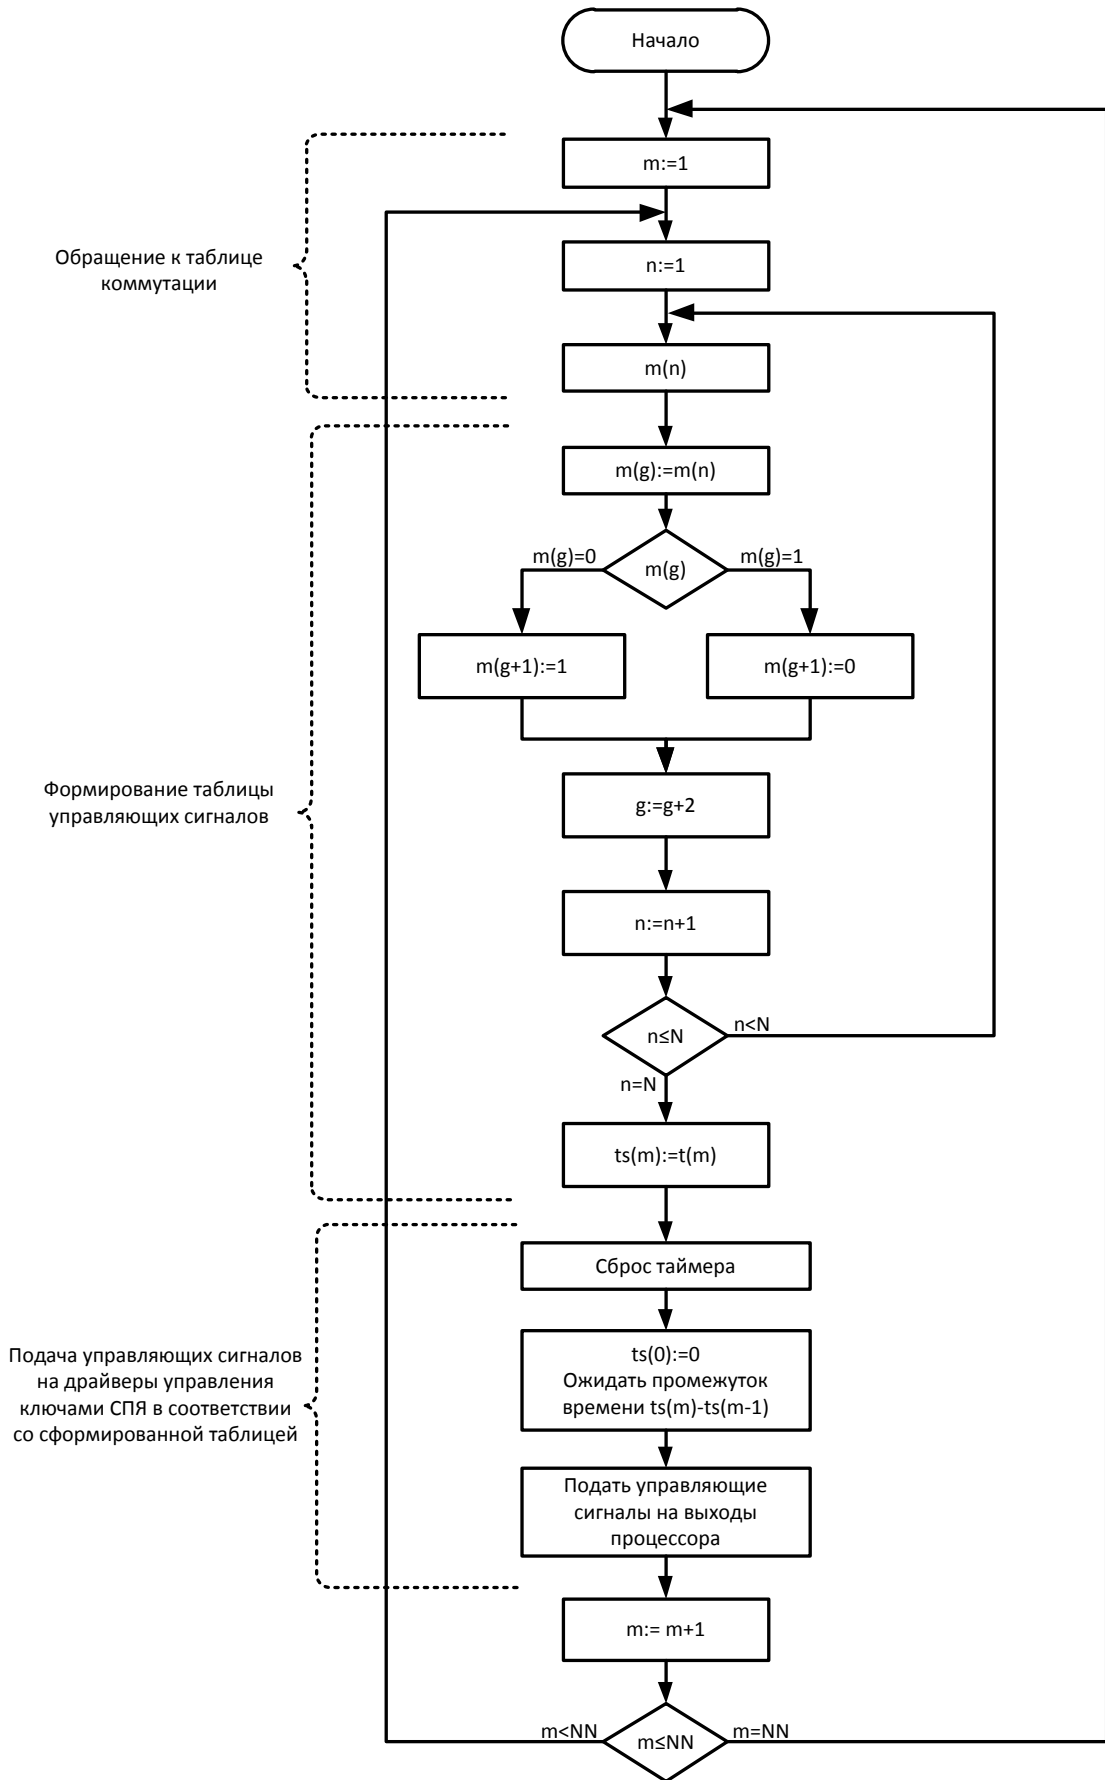 Начало
m:=1
Обращение к таблице
коммутации
n:=1
m(n)
m(g):=m(n)
m(g)=0
m(g)
m(g)=1
m(g+1):=1
m(g+1):=0
Формирование таблицы
управляющих сигналов
g:=g+2
n:=n+1
n≤N
n<N
n=N
ts(m):=t(m)
Сброс таймера
Подача управляющих сигналов
на драйверы управления
ключами СПЯ в соответствии
со сформированной таблицей
ts(0):=0
Ожидать промежуток
времени ts(m)-ts(m-1)
Подать управляющие
сигналы на выходы
процессора
m:= m+1
m<NN
m≤NN
m=NN